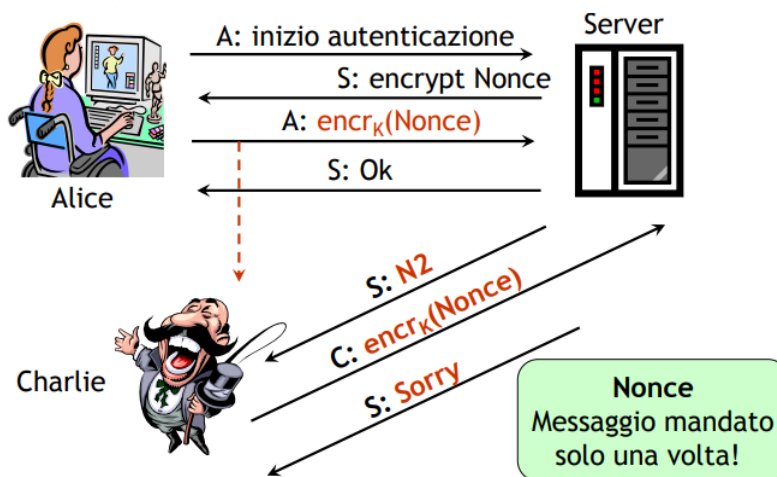 Server
A: inizio autenticazione
S: encrypt Nonce
A: encrK(Nonce)
S: Ok
Alice
S: N2
C: encrK(Nonce)
S: Sorry
Charlie
Nonce
Messaggio mandato
solo una volta!